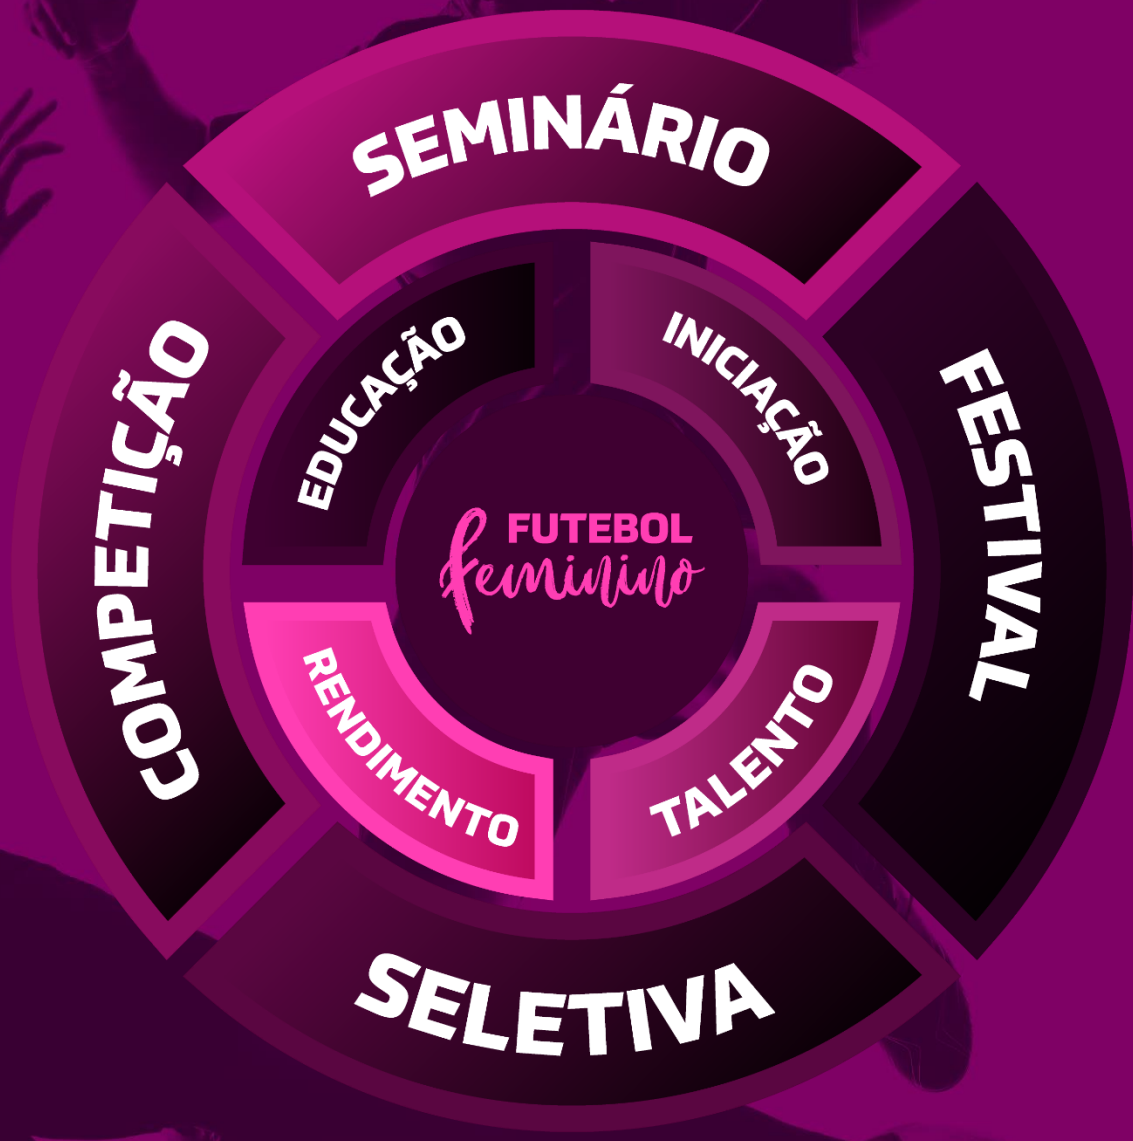 SEMINÁRIO
EDUCAÇÃO
INICIAÇÃO
COMPETIÇÃO
FESTIVAL
FUTEBOL
feminino
RENDIMENTO
TALENTO
SELETIVA